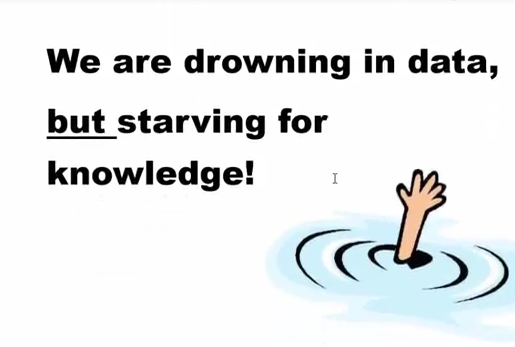 We are drowning in data,
but starving for
knowledge!